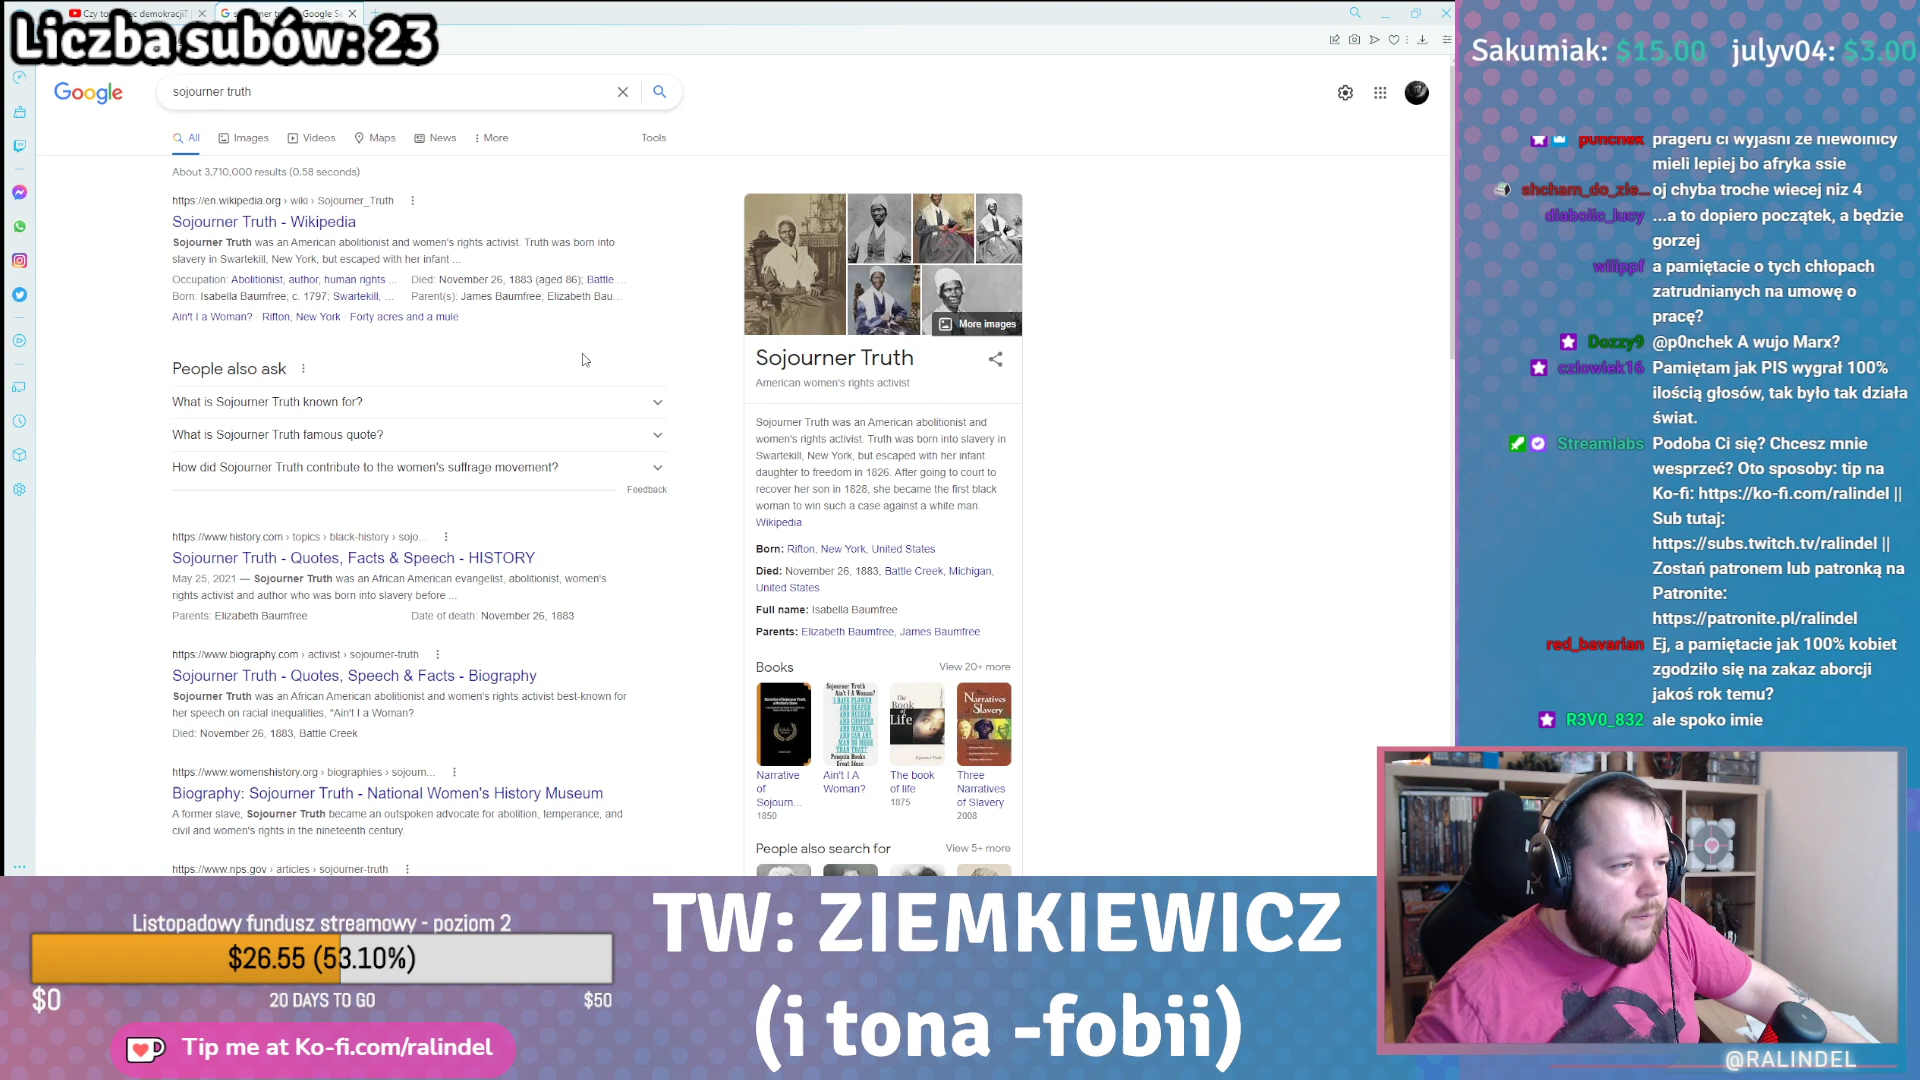 Czy to
ec demokracji?
Google Se
Liczba subów: 23
Google
sojourner truth
All
Images
Videos
Maps
News
More
Tools
About 3,710,000 results (0.58 seconds)
https://en.wikipedia.org › wiki › Sojourner_Truth
Sojourner Truth - Wikipedia
Sojourner Truth was an American abolitionist and women's rights activist. Truth was born into
slavery in Swartekill, New York, but escaped with her infant ...
Occupation: Abolitionist, author, human rights ...
Died: November 26, 1883 (aged 86); Battle ...
Born: Isabella Baumfree; c. 1797; Swartekill, ...
Parent(s): James Baumfree; Elizabeth Bau...
Ain't I a Woman? · Rifton, New York · Forty acres and a mule
People also ask
What is Sojourner Truth known for?
What is Sojourner Truth famous quote?
How did Sojourner Truth contribute to the women's suffrage movement?
Feedback
https://www.history.com › topics › black-history › sojo...
Sojourner Truth - Quotes, Facts & Speech - HISTORY
May 25, 2021 — Sojourner Truth was an African American evangelist, abolitionist, women's
rights activist and author who was born into slavery before ...
Parents: Elizabeth Baumfree
Date of death: November 26, 1883
https://www.biography.com › activist › sojourner-truth
Sojourner Truth - Quotes, Speech & Facts - Biography
Sojourner Truth was an African American abolitionist and women's rights activist best-known for
her speech on racial inequalities, "Ain't I a Woman?
Died: November 26, 1883, Battle Creek
https://www.womenshistory.org › biographies › sojourn...
Biography: Sojourner Truth - National Women's History Museum
A former slave, Sojourner Truth became an outspoken advocate for abolition, temperance, and
civil and women's rights in the nineteenth century.
https://www.nps.gov › articles › sojourner-truth
More images
Sojourner Truth
American women's rights activist
Sojourner Truth was an American abolitionist and
women's rights activist. Truth was born into slavery in
Swartekill, New York, but escaped with her infant
daughter to freedom in 1826. After going to court to
recover her son in 1828, she became the first black
woman to win such a case against a white man.
Wikipedia
Born: Rifton, New York, United States
Died: November 26, 1883, Battle Creek, Michigan,
United States
Full name: Isabella Baumfree
Parents: Elizabeth Baumfree, James Baumfree
Books
View 20+ more
Sojourner Truth
Ain't I A Woman?
The Book of Life
Narratives
Slavery
Narrative
of
Sojourn...
1850
Ain't I A
Woman?
The book
of life
1875
Three
Narratives
of Slavery
2008
People also search for
View 5+ more
Sakumiak: $15.00 julyv04: $3.00
prageru ci wyjaśni że niewolnicy
mieli lepiej bo afryka ssie
shcham_do_zie... oj chyba troche wiecej niz 4
diabolic_lucy ...a to dopiero początek, a będzie
gorzej
wilippf a pamiętacie o tych chłopach
zatrudnianych na umowę o
pracę?
Dozzy9 @p0nchek A wujo Marx?
czlowiek16 Pamiętam jak PIS wygrał 100%
ilością głosów, tak było tak działa
świat.
Streamlabs Podoba Ci się? Chcesz mnie
wesprzeć? Oto sposoby: tip na
Ko-fi: https://ko-fi.com/ralindel ||
Sub tutaj:
https://subs.twitch.tv/ralindel ||
Zostań patronem lub patronką na
Patronite:
https://patronite.pl/ralindel
red_bavarian Ej, a pamiętacie jak 100% kobiet
zgodziło się na zakaz aborcji
jakoś rok temu?
R3V0_832 ale spoko imie
Listopadowy fundusz streamowy - poziom 2
$26.55 (53.10%)
$0
20 DAYS TO GO
$50
Tip me at Ko-fi.com/ralindel
TW: ZIEMKIEWICZ
(i tona -fobii)
@RALINDEL